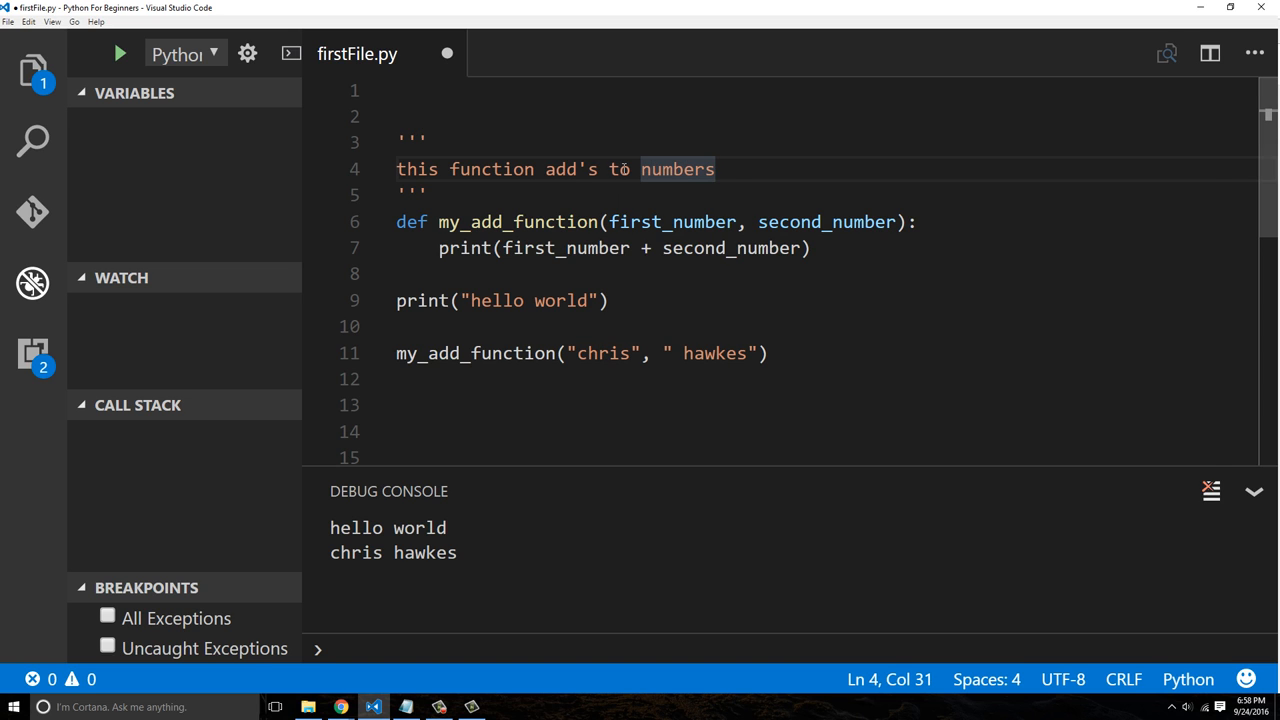 • firstFile.py - Python For Beginners - Visual Studio Code
File Edit View Go Help
Python
firstFile.py
1
VARIABLES
WATCH
2
CALL STACK
BREAKPOINTS
All Exceptions
Uncaught Exceptions
1
2
3 '''
4 this function add's to numbers
5 '''
6 def my_add_function(first_number, second_number):
7     print(first_number + second_number)
8
9 print("hello world")
10
11 my_add_function("chris", " hawkes")
12
13
14
15
DEBUG CONSOLE
hello world
chris hawkes
0 0 Ln 4, Col 31 Spaces: 4 UTF-8 CRLF Python
I'm Cortana. Ask me anything.
6:58 PM
9/24/2016